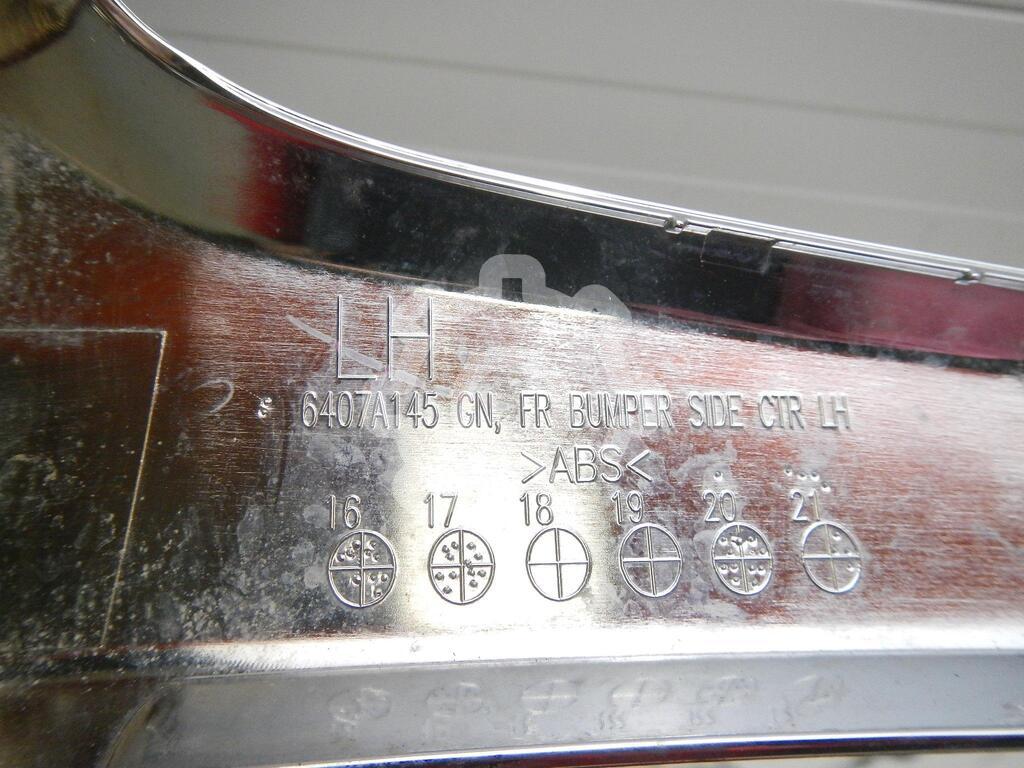 LH
6407A145 GN, FR BUMPER SIDE CTR LH
>ABS<
16 17 18 19 20 21